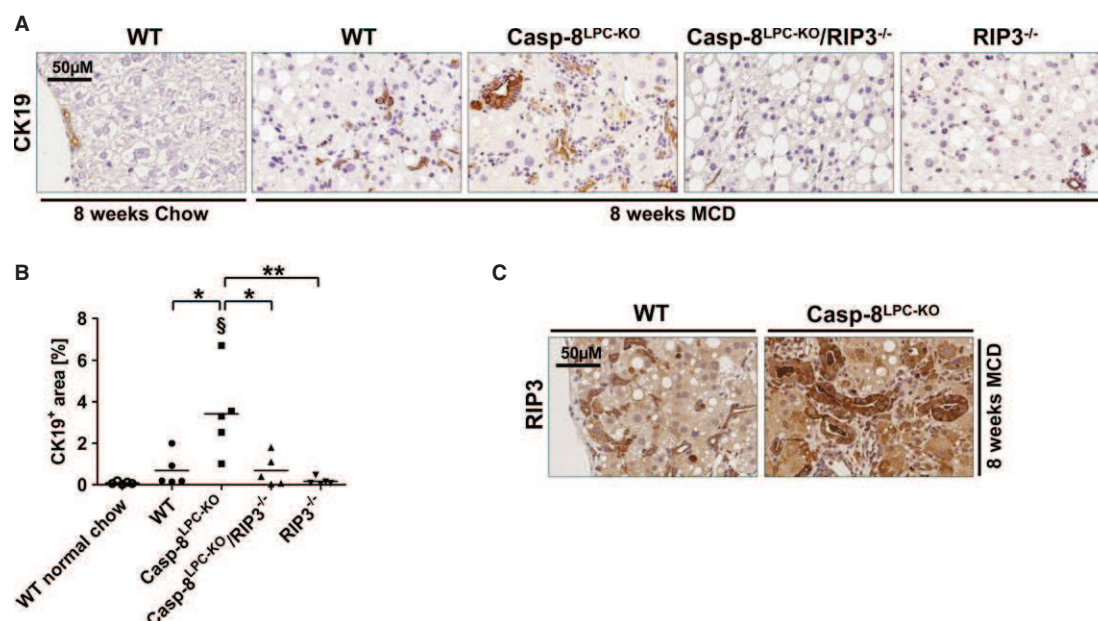 A
WT WT Casp-8LPC-KO Casp-8LPC-KO/RIP3-/- RIP3-/-
50µM
CK19
8 weeks Chow 8 weeks MCD
B
** 
* *
§
8
6
4
2
0
CK19+ area [%]
WT normal chow
WT
Casp-8LPC-KO
Casp-8LPC-KO/RIP3-/-
RIP3-/-
C
WT Casp-8LPC-KO
50µM
RIP3
8 weeks MCD